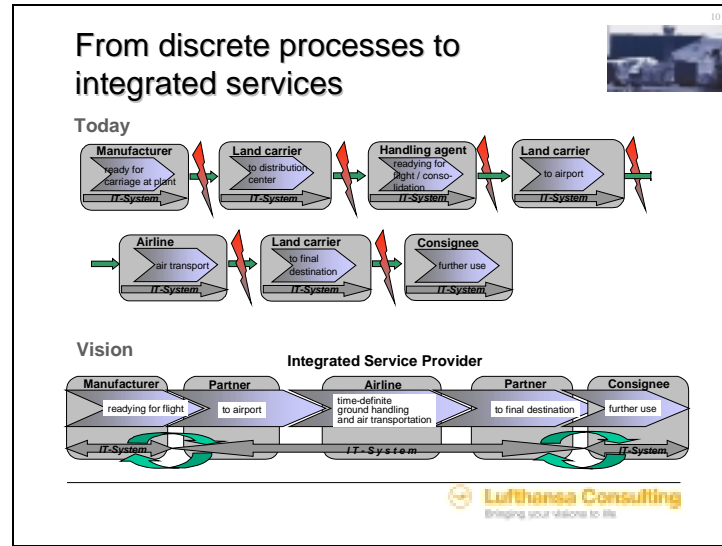 10
From discrete processes to
integrated services
Today
Manufacturer
ready for
carriage at plant
IT-System
Land carrier
to distribution
center
IT-System
Handling agent
readying for
flight / conso-
lidation
IT-System
Land carrier
to airport
IT-System
Airline
air transport
IT-System
Land carrier
to final
destination
IT-System
Consignee
further use
IT-System
Vision
Integrated Service Provider
Manufacturer
readying for flight
Partner
to airport
Airline
time-definite
ground handling
and air transportation
Partner
to final destination
Consignee
further use
IT-System
IT-System
IT-System
Lufthansa Consulting
Bringing your visions to life